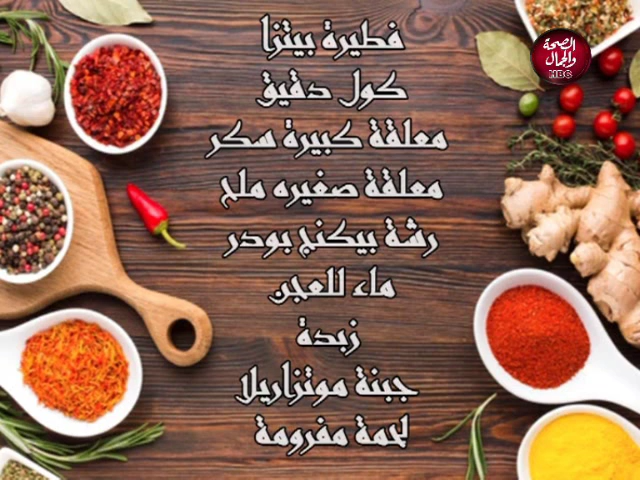 فطيرة بيتزا
كول دقيق
معلقة كبيرة سكر
معلقة صغيره ملح
رشة بيكنج بودر
ماء للعجن
زبدة
جبنة موتزاريلا
لحمة مفرومة
الصحة
والجمال
HBC